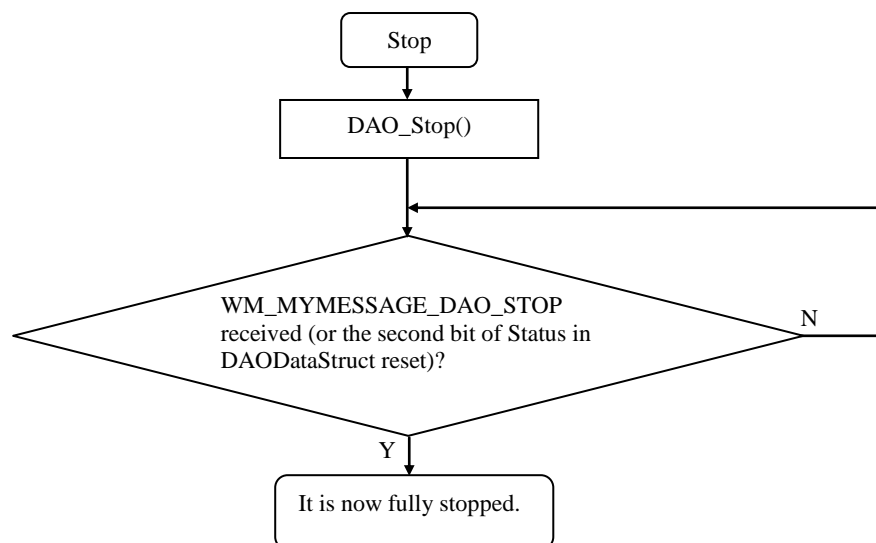 Stop
DAO_Stop()
WM_MYMESSAGE_DAO_STOP
received (or the second bit of Status in
DAODataStruct reset)?
N
Y
It is now fully stopped.